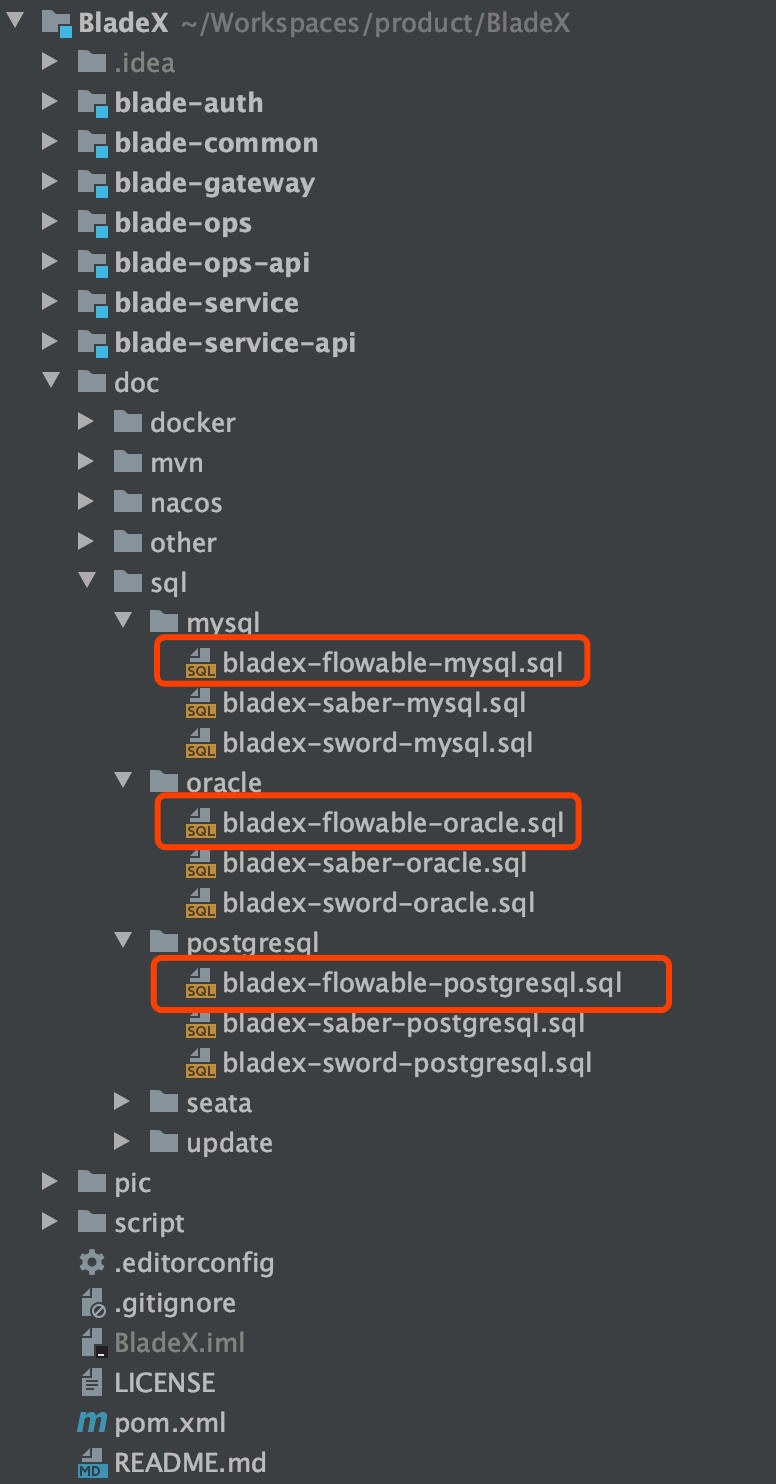 BladeX ~/Workspaces/product/BladeX
.idea
blade-auth
blade-common
blade-gateway
blade-ops
blade-ops-api
blade-service
blade-service-api
doc
docker
mvn
nacos
other
sql
mysql
SQL bladex-flowable-mysql.sql
SQL bladex-saber-mysql.sql
SQL bladex-sword-mysql.sql
oracle
SQL bladex-flowable-oracle.sql
SQL bladex-saber-oracle.sql
SQL bladex-sword-oracle.sql
postgresql
SQL bladex-flowable-postgresql.sql
SQL bladex-saber-postgresql.sql
SQL bladex-sword-postgresql.sql
seata
update
pic
script
.editorconfig
.gitignore
BladeX.iml
LICENSE
m pom.xml
MD README.md